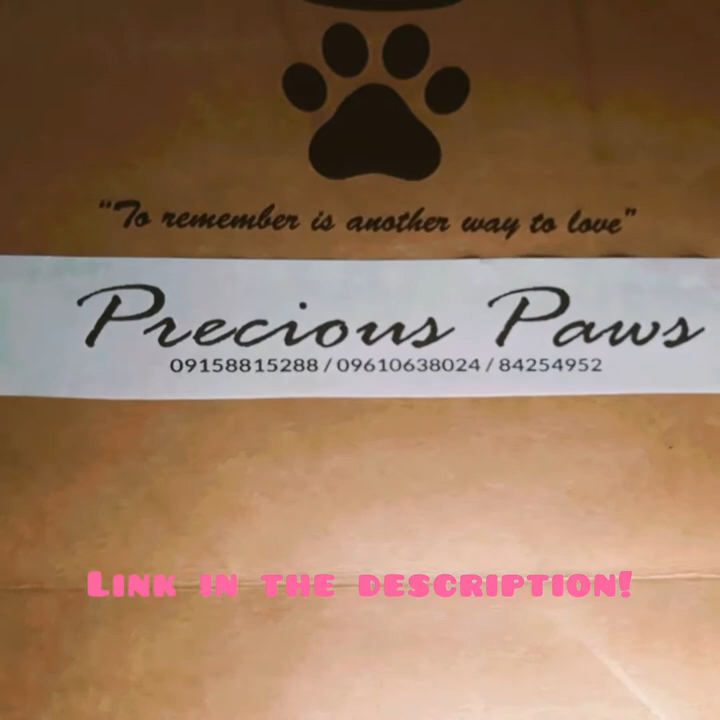 “To remember is another way to love”
Precious Paws
09158815288 / 09610638024 / 84254952
Link in the description!